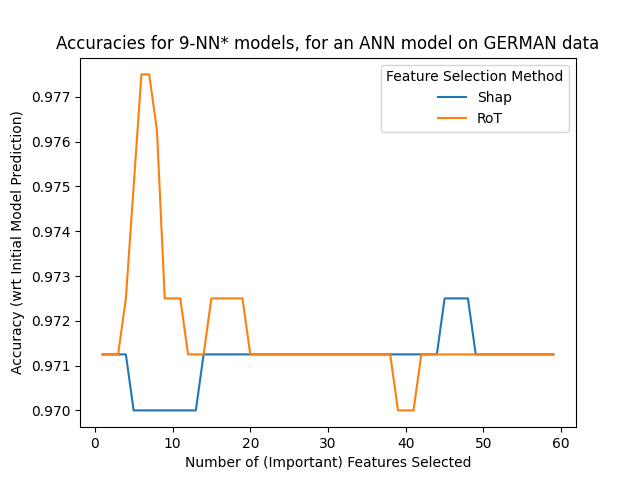 Accuracies for 9-NN* models, for an ANN model on GERMAN data
Feature Selection Method
Shap
RoT
Accuracy (wrt Initial Model Prediction)
0.977
0.976
0.975
0.974
0.973
0.972
0.971
0.970
0 10 20 30 40 50 60
Number of (Important) Features Selected